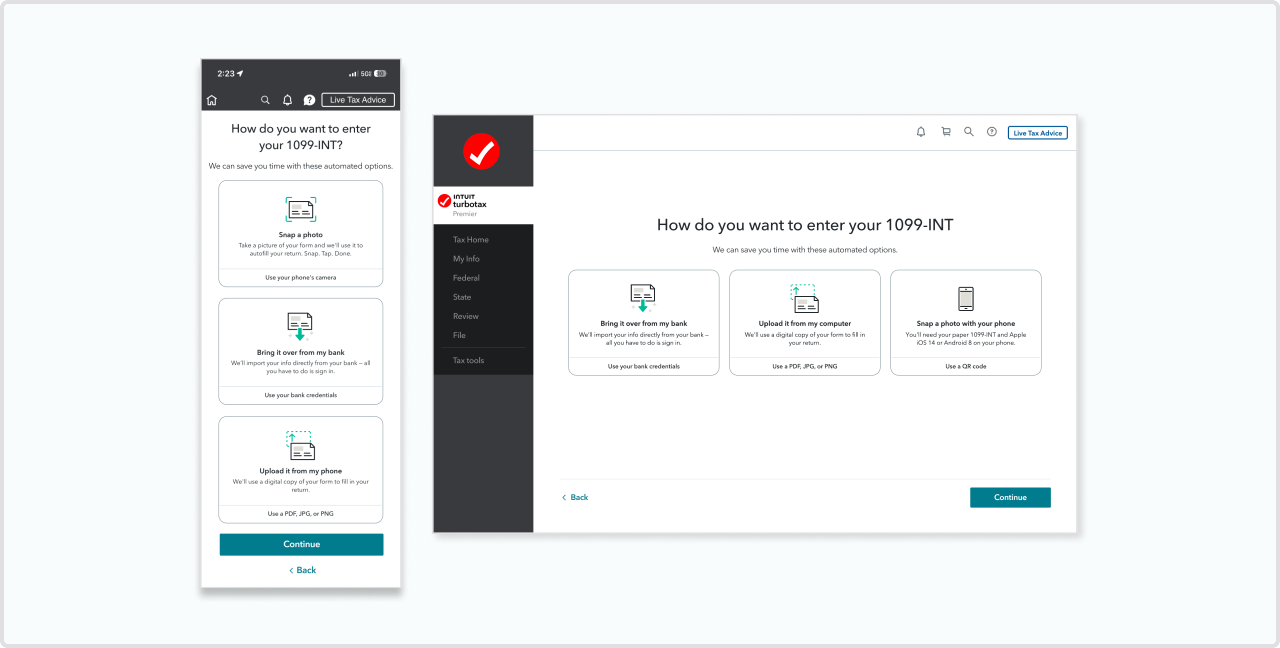 2:23
5G
Live Tax Advice
How do you want to enter
your 1099-INT?
We can save you time with these automated options.
Snap a photo
Take a picture of your form and we'll use it to
autofill your return. Snap. Tap. Done.
Use your phone's camera
Bring it over from my bank
We'll import your info directly from your bank – all
you have to do is sign in.
Use your bank credentials
Upload it from my phone
We'll use a digital copy of your form to fill in your
return.
Use a PDF, JPG, or PNG
Continue
Back
INTUIT
turbotax
Premier
Tax Home
My Info
Federal
State
Review
File
Tax tools
Live Tax Advice
How do you want to enter your 1099-INT
We can save you time with these automated options.
Bring it over from my bank
We'll import your info directly from your bank –
all you have to do is sign in.
Use your bank credentials
Upload it from my computer
We'll use a digital copy of your form to fill in
your return.
Use a PDF, JPG, or PNG
Snap a photo with your phone
You'll need your paper 1099-INT and Apple
iOS 14 or Android 8 on your phone.
Use a QR code
Back
Continue